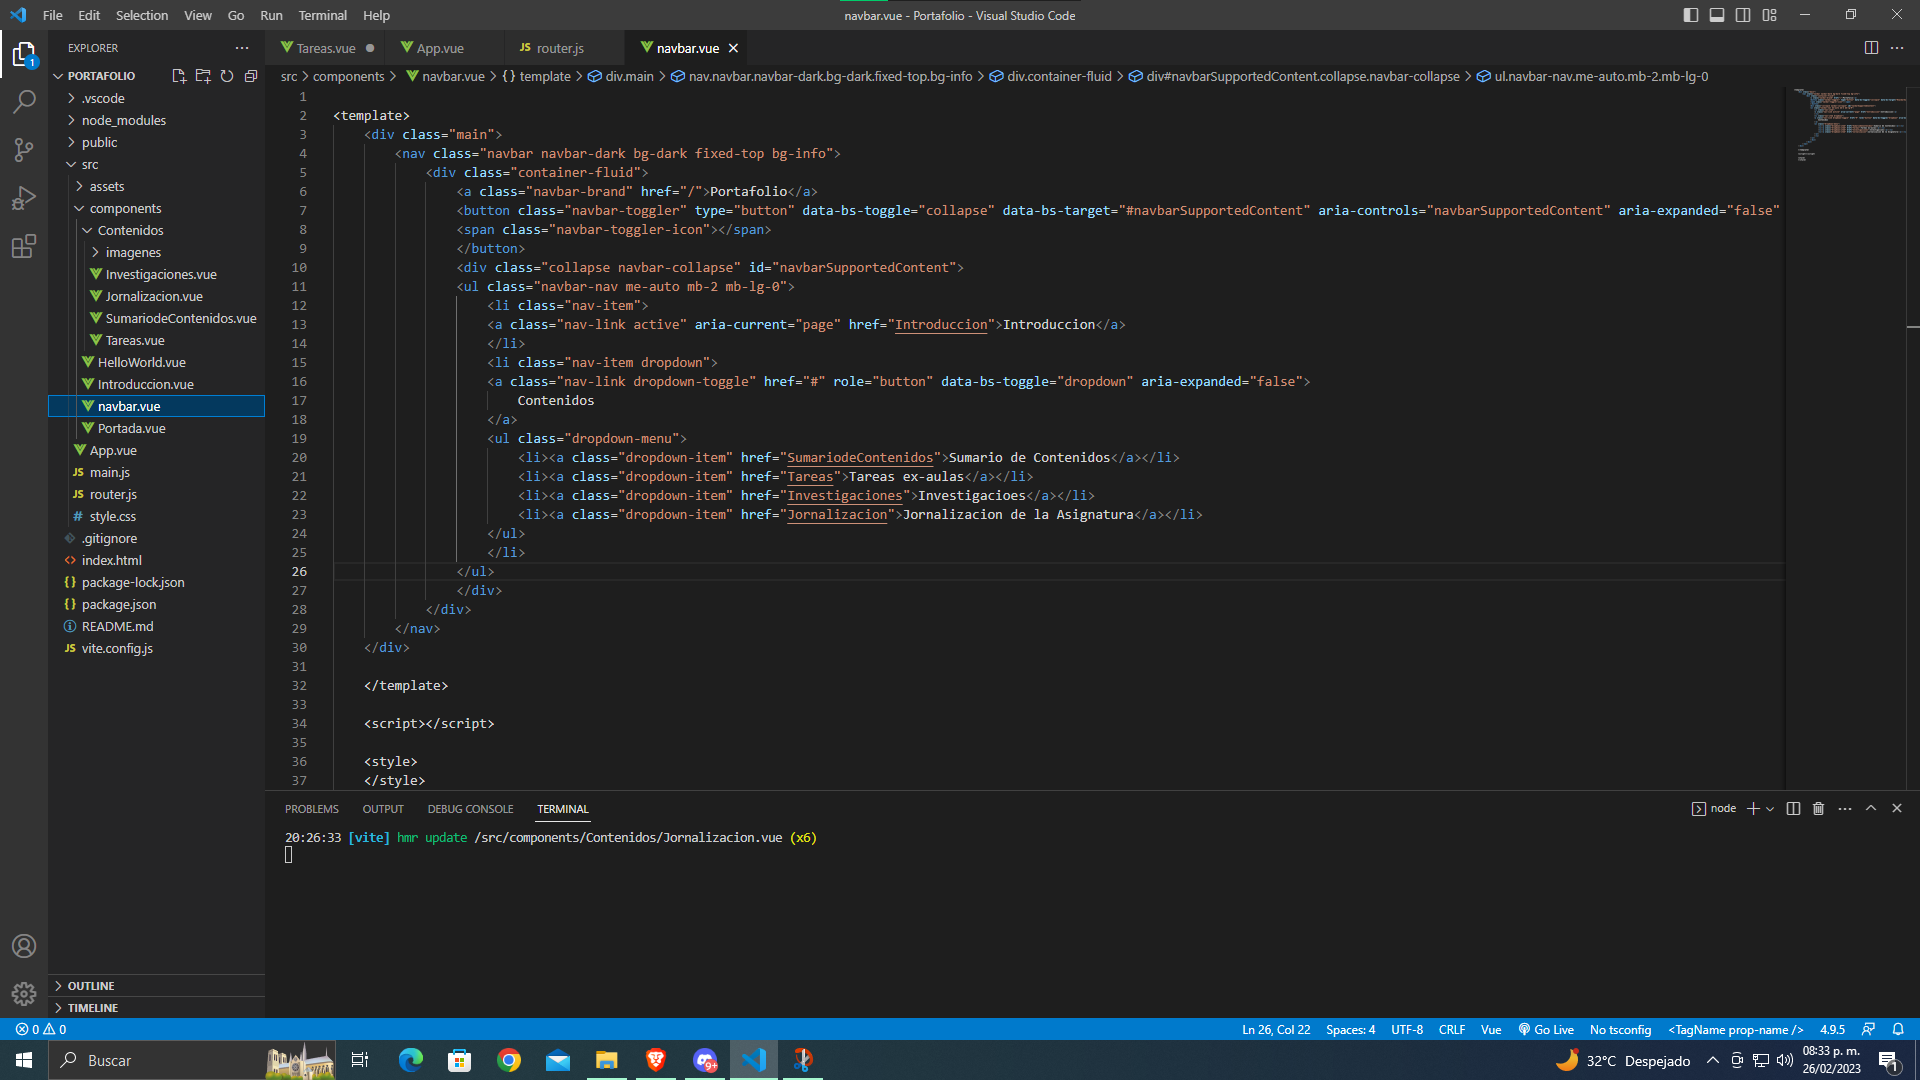 File Edit Selection View Go Run Terminal Help
navbar.vue - Portafolio - Visual Studio Code
EXPLORER
1
PORTAFOLIO
.vscode
node_modules
public
src
assets
components
Contenidos
imagenes
Investigaciones.vue
Jornalizacion.vue
SumariodeContenidos.vue
Tareas.vue
HelloWorld.vue
Introduccion.vue
navbar.vue
Portada.vue
App.vue
JS main.js
JS router.js
# style.css
.gitignore
index.html
{} package-lock.json
{} package.json
README.md
JS vite.config.js
OUTLINE
TIMELINE
Tareas.vue App.vue JS router.js navbar.vue
src > components > navbar.vue > {} template > div.main > nav.navbar.navbar-dark.bg-dark.fixed-top.bg-info > div.container-fluid > div#navbarSupportedContent.collapse.navbar-collapse > ul.navbar-nav.me-auto.mb-2.mb-lg-0
1
2 <template>
3 <div class="main">
4 <nav class="navbar navbar-dark bg-dark fixed-top bg-info">
5 <div class="container-fluid">
6 <a class="navbar-brand" href="/">Portafolio</a>
7 <button class="navbar-toggler" type="button" data-bs-toggle="collapse" data-bs-target="#navbarSupportedContent" aria-controls="navbarSupportedContent" aria-expanded="false"
8 <span class="navbar-toggler-icon"></span>
9 </button>
10 <div class="collapse navbar-collapse" id="navbarSupportedContent">
11 <ul class="navbar-nav me-auto mb-2 mb-lg-0">
12 <li class="nav-item">
13 <a class="nav-link active" aria-current="page" href="Introduccion">Introduccion</a>
14 </li>
15 <li class="nav-item dropdown">
16 <a class="nav-link dropdown-toggle" href="#" role="button" data-bs-toggle="dropdown" aria-expanded="false">
17 Contenidos
18 </a>
19 <ul class="dropdown-menu">
20 <li><a class="dropdown-item" href="SumariodeContenidos">Sumario de Contenidos</a></li>
21 <li><a class="dropdown-item" href="Tareas">Tareas ex-aulas</a></li>
22 <li><a class="dropdown-item" href="Investigaciones">Investigacioes</a></li>
23 <li><a class="dropdown-item" href="Jornalizacion">Jornalizacion de la Asignatura</a></li>
24 </ul>
25 </li>
26 </ul>
27 </div>
28 </div>
29 </nav>
30 </div>
31
32 </template>
33
34 <script></script>
35
36 <style>
37 </style>
PROBLEMS OUTPUT DEBUG CONSOLE TERMINAL
node
20:26:33 [vite] hmr update /src/components/Contenidos/Jornalizacion.vue (x6)
0 0
Ln 26, Col 22 Spaces: 4 UTF-8 CRLF Vue Go Live No tsconfig <TagName prop-name /> 4.9.5
Buscar
9+
32°C Despejado
08:33 p. m.
26/02/2023
1